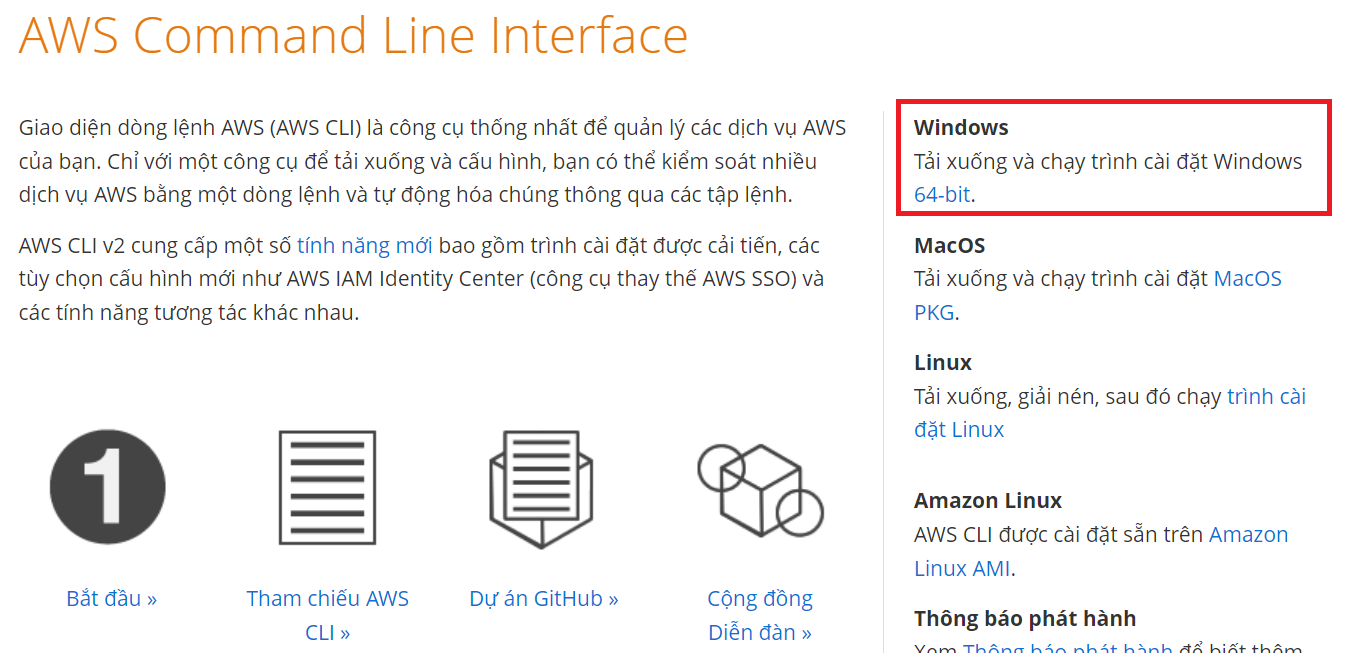 AWS Command Line Interface
Giao diện dòng lệnh AWS (AWS CLI) là công cụ thống nhất để quản lý các dịch vụ AWS
của bạn. Chỉ với một công cụ để tải xuống và cấu hình, bạn có thể kiểm soát nhiều
dịch vụ AWS bằng một dòng lệnh và tự động hóa chúng thông qua các tập lệnh.
AWS CLI v2 cung cấp một số tính năng mới bao gồm trình cài đặt được cải tiến, các
tùy chọn cấu hình mới như AWS IAM Identity Center (công cụ thay thế AWS SSO) và
các tính năng tương tác khác nhau.
1
Bắt đầu »
Tham chiếu AWS
CLI »
Dự án GitHub »
Cộng đồng
Diễn đàn »
Windows
Tải xuống và chạy trình cài đặt Windows
64-bit.
MacOS
Tải xuống và chạy trình cài đặt MacOS
PKG.
Linux
Tải xuống, giải nén, sau đó chạy trình cài
đặt Linux
Amazon Linux
AWS CLI được cài đặt sẵn trên Amazon
Linux AMI.
Thông báo phát hành
Xem Thông báo phát hành để biết thêm